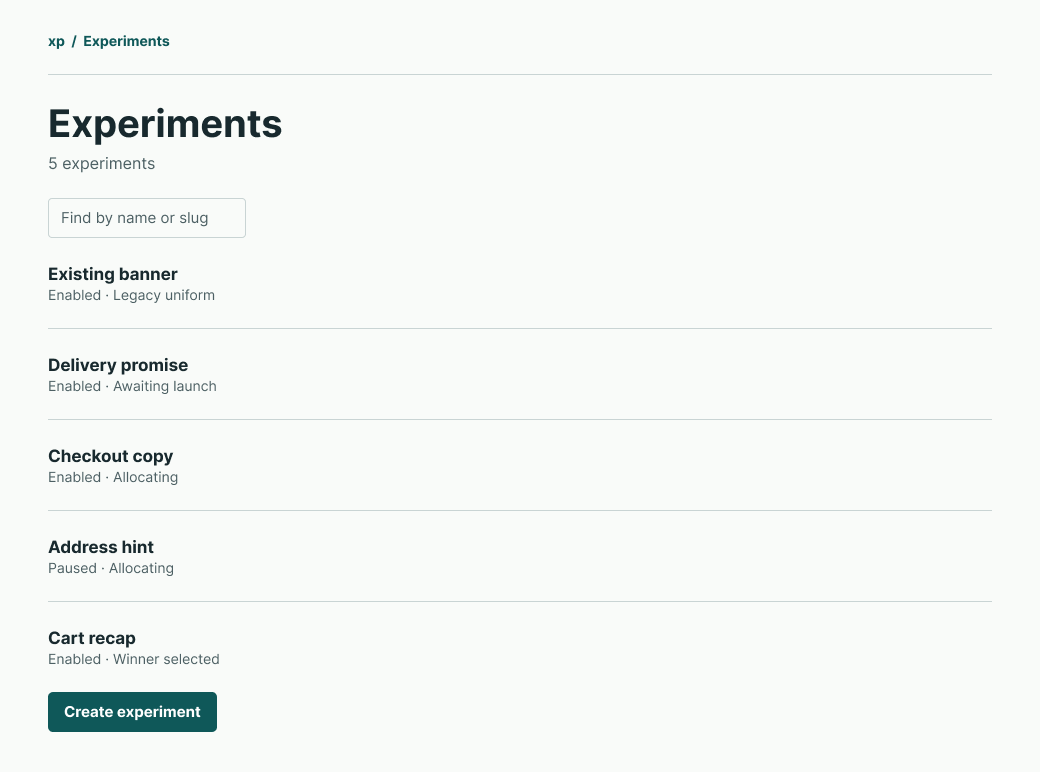 xp / Experiments
Experiments
5 experiments
Find by name or slug
Existing banner
Enabled · Legacy uniform
Delivery promise
Enabled · Awaiting launch
Checkout copy
Enabled · Allocating
Address hint
Paused · Allocating
Cart recap
Enabled · Winner selected
Create experiment